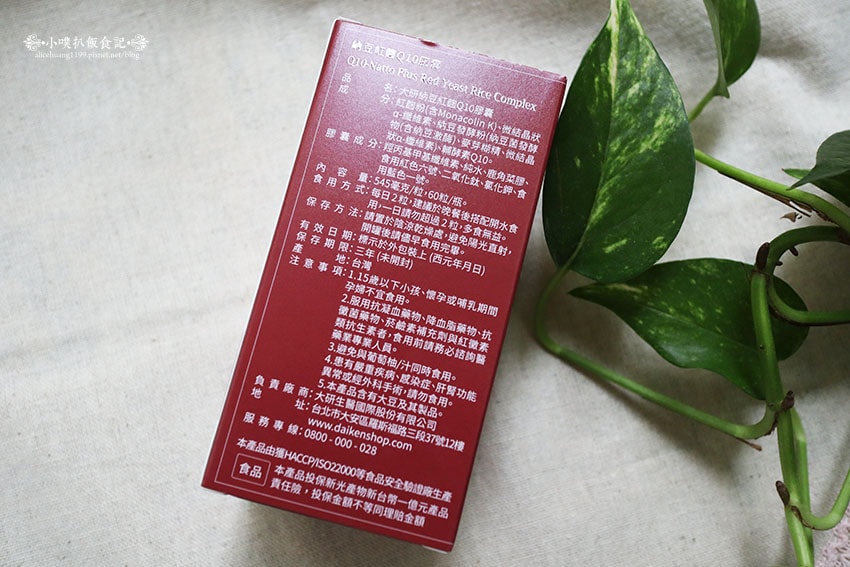 小噗扒飯食記
alicehuang1199.pixnet.net/blog
納豆紅麴Q10膠囊
Q10-Natto Plus Red Yeast Rice Complex
品名:大研納豆紅麴Q10膠囊
成分:紅麴粉(含Monacolin K)、微結晶狀
α-纖維素、納豆發酵粉(納豆菌發酵
物(含納豆激酶)、麥芽糊精、微結晶
狀α-纖維素)、輔酵素Q10。
膠囊成分:羥丙基甲基纖維素、純水、鹿角菜膠、
食用紅色六號、二氧化鈦、氯化鉀、食
用藍色一號。
內容量:545毫克/粒,60粒/瓶。
食用方式:每日2粒,建議於晚餐後搭配開水食
用,一日請勿超過2粒,多食無益。
保存方法:請置於陰涼乾燥處,避免陽光直射,
開罐後請儘早食用完畢。
有效日期:標示於外包裝上(西元年月日)
保存期限:三年(未開封)
產地:台灣
注意事項:1.15歲以下小孩、懷孕或哺乳期間
孕婦不宜食用。
2.服用抗凝血藥物、降血脂藥物、抗
黴菌藥物、菸鹼素補充劑與紅黴素
類抗生素者,食用前請務必諮詢醫
藥業專業人員。
3.避免與葡萄柚/汁同時食用。
4.患有嚴重疾病、感染症、肝腎功能
異常或經外科手術,請勿食用。
5.本產品含有大豆及其製品。
負責廠商:大研生醫國際股份有限公司
地址:台北市大安區羅斯福路三段37號12樓
www.daikenshop.com
服務專線:0800-000-028
本產品由獲HACCP/ISO22000等食品安全驗證廠生產
食品
本產品投保新光產物新台幣一億元產品
責任險,投保金額不等同理賠金額